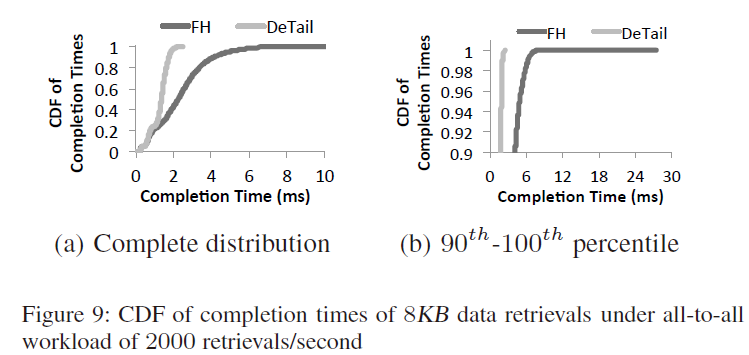 FH DeTail
CDF of
Completion Times
1
0.8
0.6
0.4
0.2
0
0 2 4 6 8 10
Completion Time (ms)
(a) Complete distribution
FH DeTail
CDF of
Completion Times
1
0.98
0.96
0.94
0.92
0.9
0 6 12 18 24 30
Completion Time (ms)
(b) 90th-100th percentile
Figure 9: CDF of completion times of 8KB data retrievals under all-to-all
workload of 2000 retrievals/second